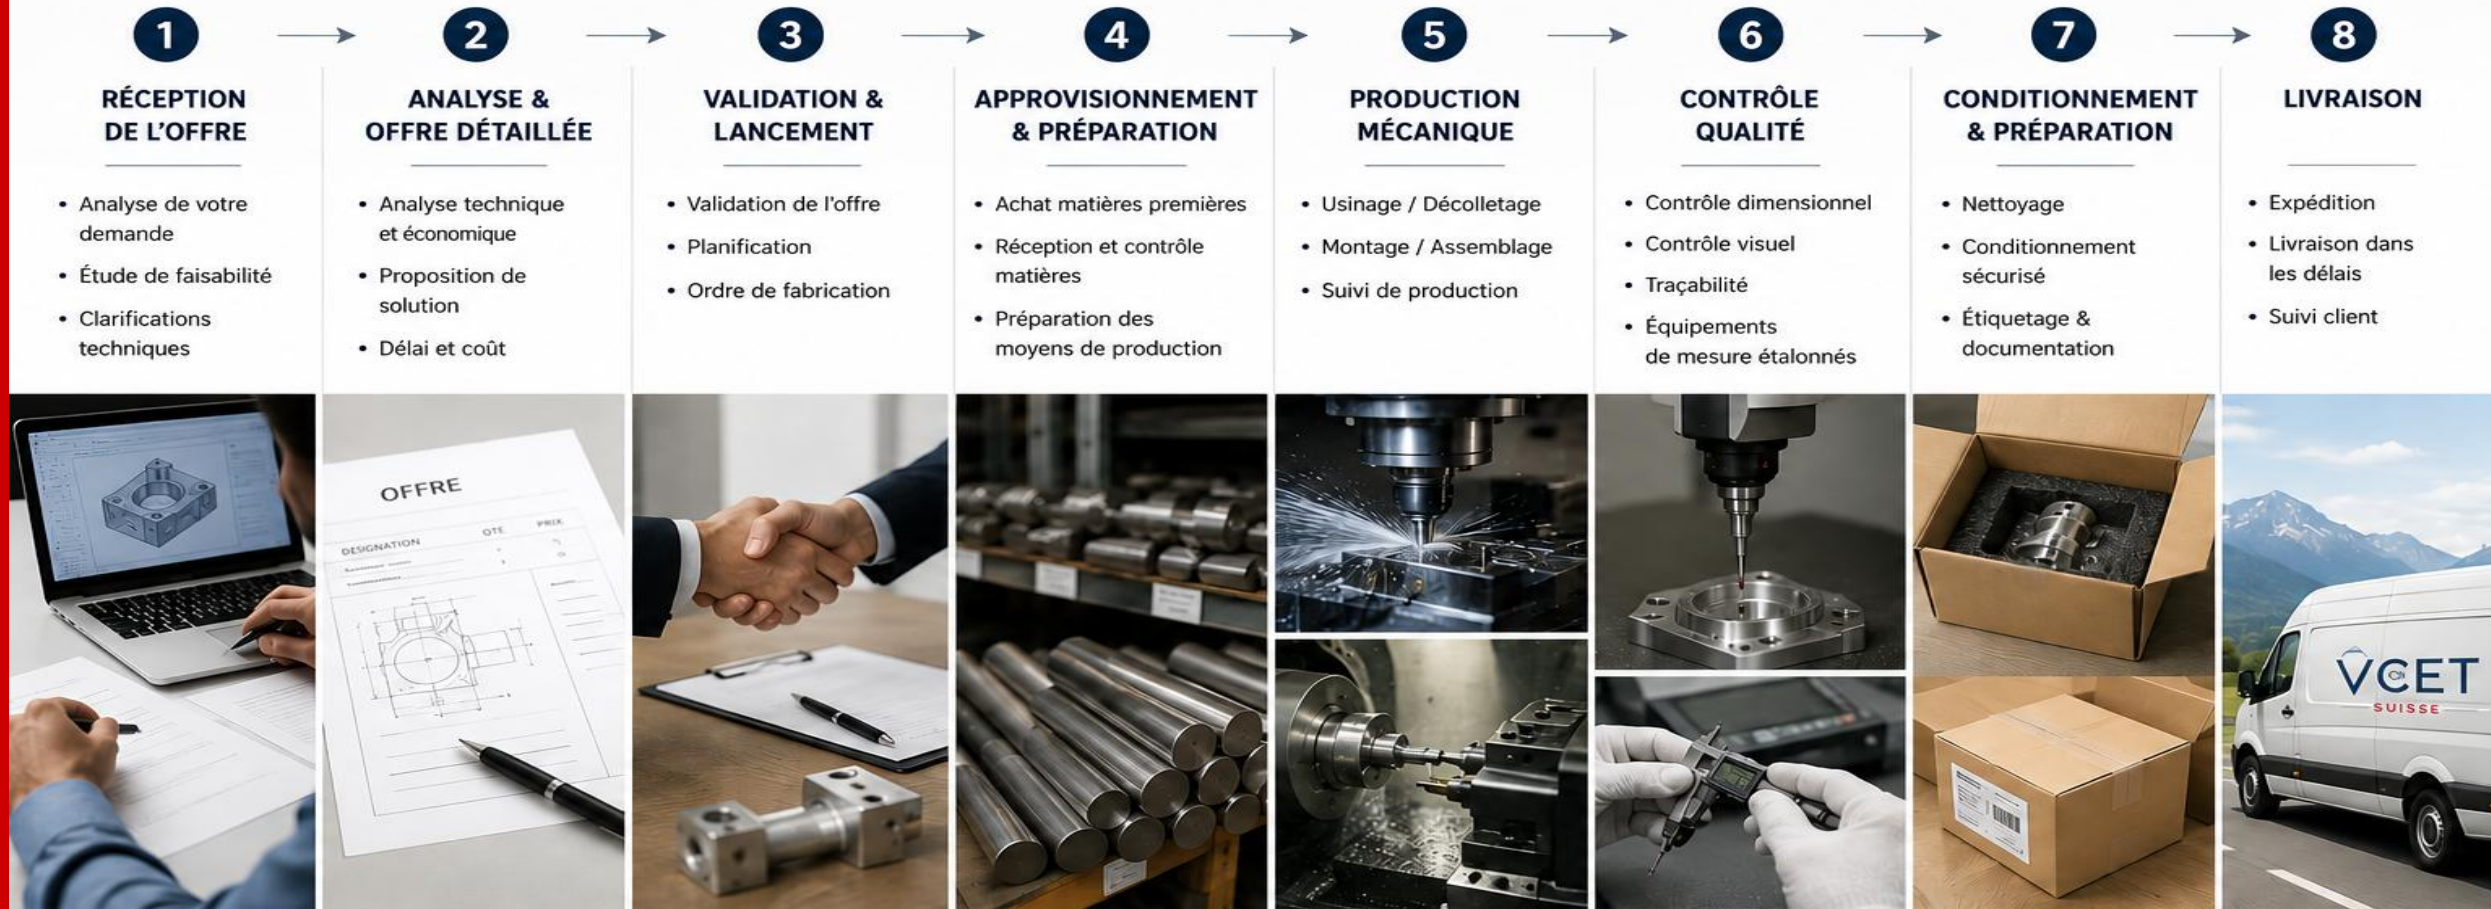 1
RÉCEPTION
DE L'OFFRE
• Analyse de votre
demande
• Étude de faisabilité
• Clarifications
techniques
2
ANALYSE &
OFFRE DÉTAILLÉE
• Analyse technique
et économique
• Proposition de
solution
• Délai et coût
OFFRE
DESIGNATION
QTE
PRIX
3
VALIDATION &
LANCEMENT
• Validation de l'offre
• Planification
• Ordre de fabrication
4
APPROVISIONNEMENT
& PRÉPARATION
• Achat matières premières
• Réception et contrôle
matières
• Préparation des
moyens de production
5
PRODUCTION
MÉCANIQUE
• Usinage / Décolletage
• Montage / Assemblage
• Suivi de production
6
CONTRÔLE
QUALITÉ
• Contrôle dimensionnel
• Contrôle visuel
• Traçabilité
• Équipements
de mesure étalonnés
7
CONDITIONNEMENT
& PRÉPARATION
• Nettoyage
• Conditionnement
sécurisé
• Étiquetage &
documentation
8
LIVRAISON
• Expédition
• Livraison dans
les délais
• Suivi client
VCET
SUISSE